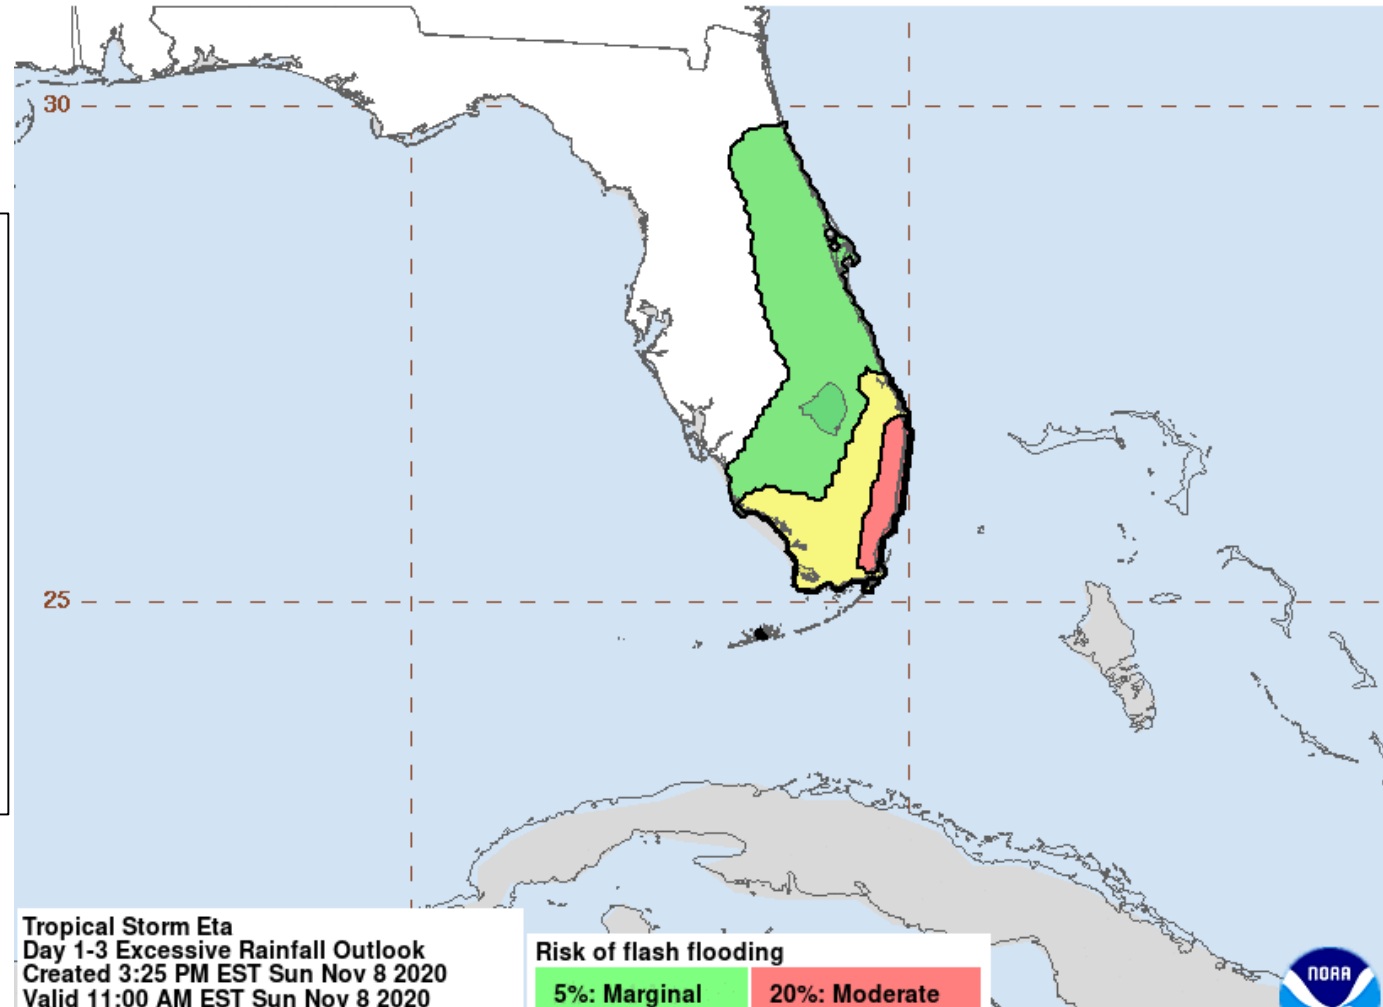 30
25
Tropical Storm Eta
Day 1-3 Excessive Rainfall Outlook
Created 3:25 PM EST Sun Nov 8 2020
Valid 11:00 AM EST Sun Nov 8 2020
Risk of flash flooding
5%: Marginal
20%: Moderate
NOAA